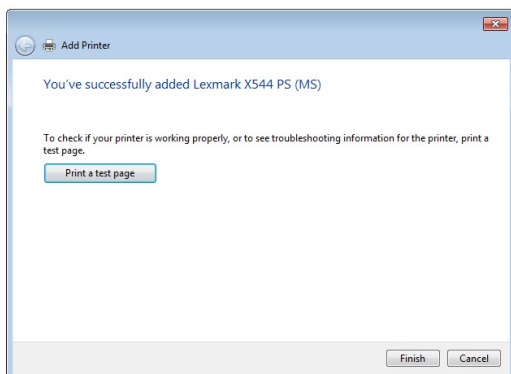 Add Printer
You've successfully added Lexmark X544 PS (MS)
To check if your printer is working properly, or to see troubleshooting information for the printer, print a
test page.
Print a test page
Finish Cancel